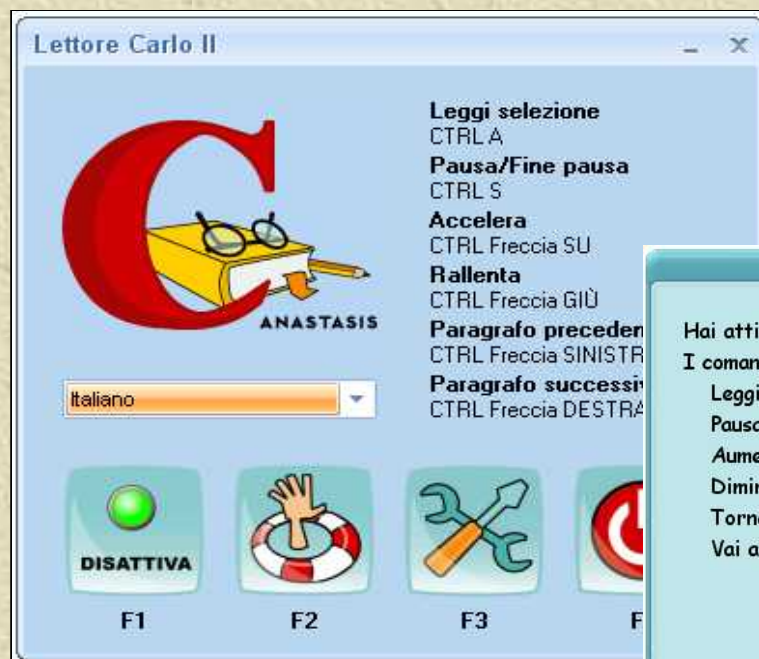 Lettore Carlo II
Leggi selezione
CTRL A
Pausa/Fine pausa
CTRL S
Accelera
CTRL Freccia SU
Rallenta
CTRL Freccia GIÙ
Paragrafo preceden
CTRL Freccia SINISTR
Paragrafo successiv
CTRL Freccia DESTRA
ANASTASIS
Italiano
DISATTIVA
F1
F2
F3
F
Hai atti
I coman
Leggi
Pausa
Aume
Dimin
Torna
Vai a